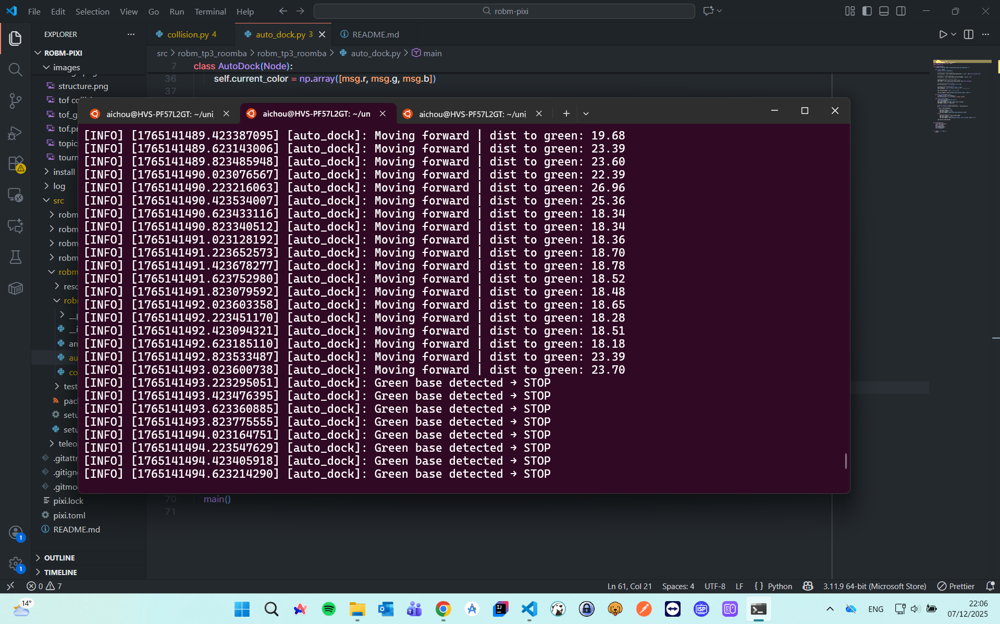 File Edit Selection View Go Run Terminal Help
robm-pixi
EXPLORER
collision.py 4
auto_dock.py 3
README.md
ROBM-PIXI
src > robm_tp3_roomba > robm_tp3_roomba > auto_dock.py > main
images
7 class AutoDock(Node):
36 self.current_color = np.array([msg.r, msg.g, msg.b])
37
structure.png
tof
tof_g
tof.pr
topic
tourn
install
log
src
robm
robm
robm
robm
robm
reso
an
au
co
test
pack
setu
setu
teleo
.gitattr
.gitign
.gitmo
pixi.lock
pixi.toml
README.md
OUTLINE
TIMELINE
aichou@HVS-PF57L2GT: ~/uni
aichou@HVS-PF57L2GT: ~/un
aichou@HVS-PF57L2GT: ~/uni
[INFO] [1765141489.423387095] [auto_dock]: Moving forward | dist to green: 19.68
[INFO] [1765141489.623143006] [auto_dock]: Moving forward | dist to green: 23.39
[INFO] [1765141489.823485948] [auto_dock]: Moving forward | dist to green: 23.60
[INFO] [1765141490.023076567] [auto_dock]: Moving forward | dist to green: 22.39
[INFO] [1765141490.223216063] [auto_dock]: Moving forward | dist to green: 26.96
[INFO] [1765141490.423534007] [auto_dock]: Moving forward | dist to green: 25.36
[INFO] [1765141490.623433116] [auto_dock]: Moving forward | dist to green: 18.34
[INFO] [1765141490.823340512] [auto_dock]: Moving forward | dist to green: 18.34
[INFO] [1765141491.023128192] [auto_dock]: Moving forward | dist to green: 18.36
[INFO] [1765141491.223652573] [auto_dock]: Moving forward | dist to green: 18.70
[INFO] [1765141491.423678277] [auto_dock]: Moving forward | dist to green: 18.78
[INFO] [1765141491.623752980] [auto_dock]: Moving forward | dist to green: 18.52
[INFO] [1765141491.823079592] [auto_dock]: Moving forward | dist to green: 18.48
[INFO] [1765141492.023603358] [auto_dock]: Moving forward | dist to green: 18.65
[INFO] [1765141492.223451170] [auto_dock]: Moving forward | dist to green: 18.28
[INFO] [1765141492.423094321] [auto_dock]: Moving forward | dist to green: 18.51
[INFO] [1765141492.623185110] [auto_dock]: Moving forward | dist to green: 18.18
[INFO] [1765141492.823533487] [auto_dock]: Moving forward | dist to green: 23.39
[INFO] [1765141493.023600738] [auto_dock]: Moving forward | dist to green: 23.70
[INFO] [1765141493.223295051] [auto_dock]: Green base detected → STOP
[INFO] [1765141493.423476395] [auto_dock]: Green base detected → STOP
[INFO] [1765141493.623360885] [auto_dock]: Green base detected → STOP
[INFO] [1765141493.823775555] [auto_dock]: Green base detected → STOP
[INFO] [1765141494.023164751] [auto_dock]: Green base detected → STOP
[INFO] [1765141494.223547629] [auto_dock]: Green base detected → STOP
[INFO] [1765141494.423405918] [auto_dock]: Green base detected → STOP
[INFO] [1765141494.623214290] [auto_dock]: Green base detected → STOP
70 main()
71
0 7
Ln 61, Col 21 Spaces: 4 UTF-8 LF {} Python 3.11.9 64-bit (Microsoft Store) Prettier
14°
ENG
22:06
07/12/2025